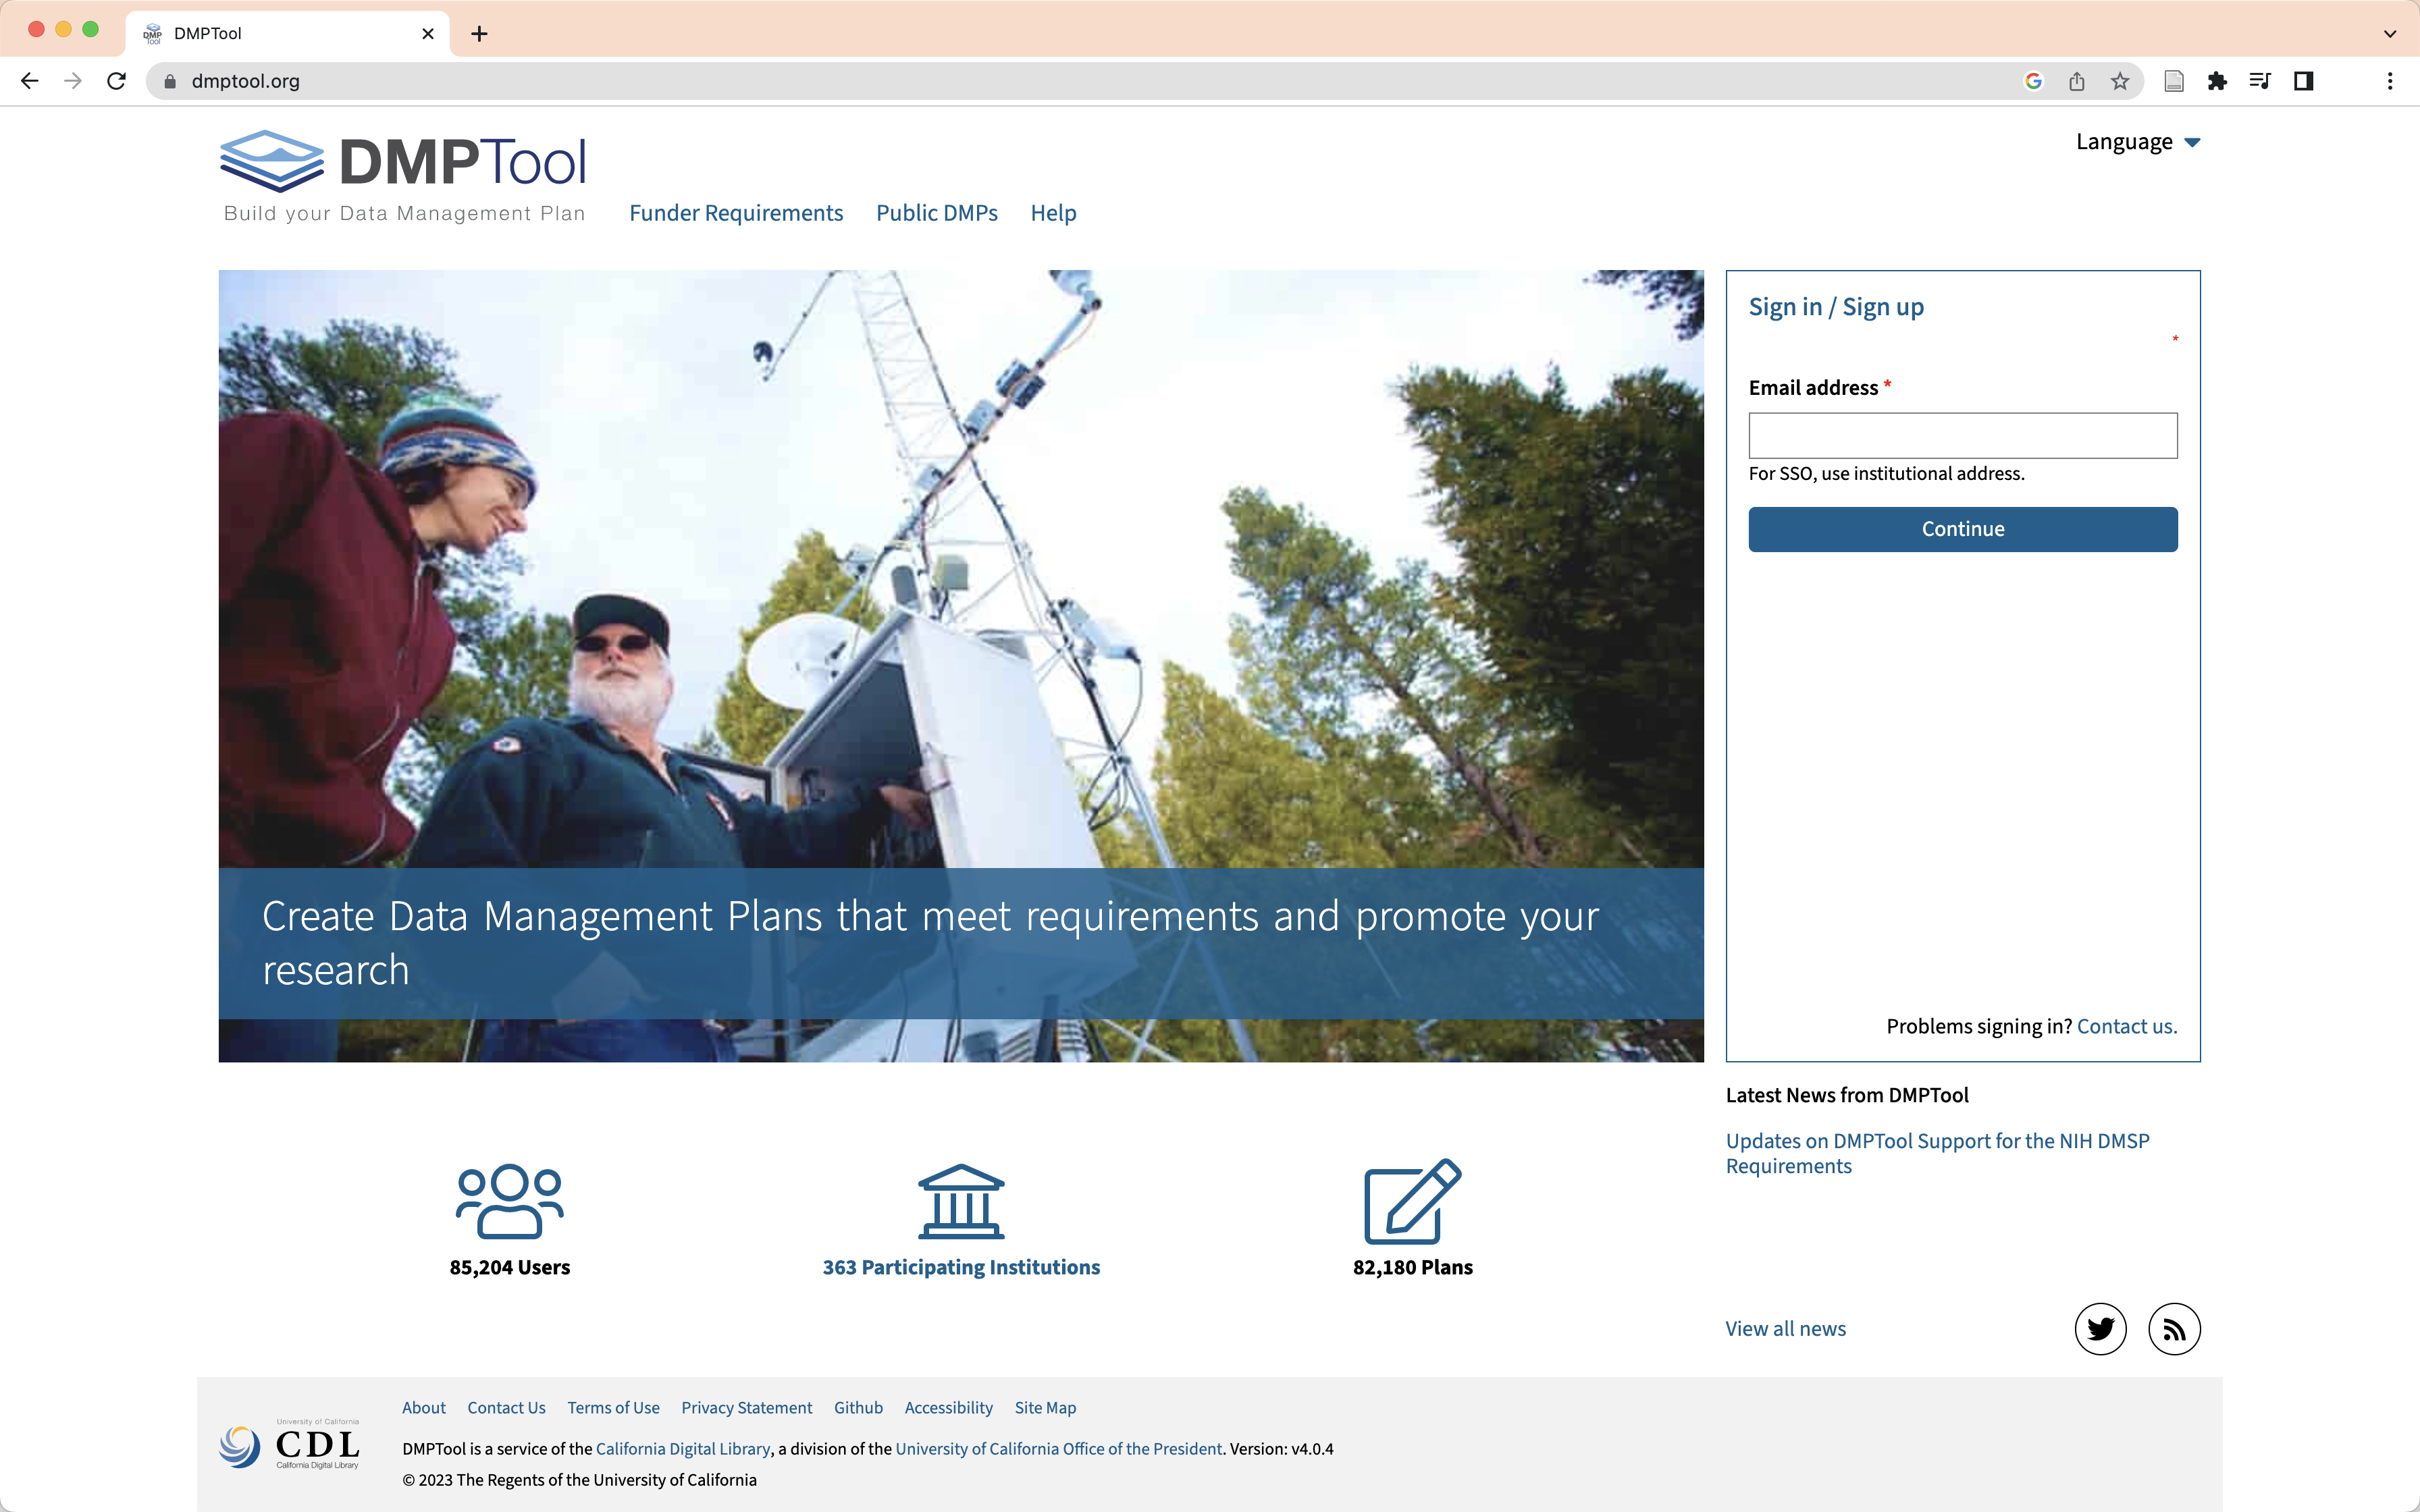 DMPTool
dmptool.org
DMPTool
Language
Build your Data Management Plan
Funder Requirements Public DMPs Help
Sign in / Sign up
*
Email address *
For SSO, use institutional address.
Continue
Create Data Management Plans that meet requirements and promote your
research
Problems signing in? Contact us.
Latest News from DMPTool
Updates on DMPTool Support for the NIH DMSP
Requirements
85,204 Users
363 Participating Institutions
82,180 Plans
View all news
About Contact Us Terms of Use Privacy Statement Github Accessibility Site Map
University of California
CDL
California Digital Library
DMPTool is a service of the California Digital Library, a division of the University of California Office of the President. Version: v4.0.4
© 2023 The Regents of the University of California